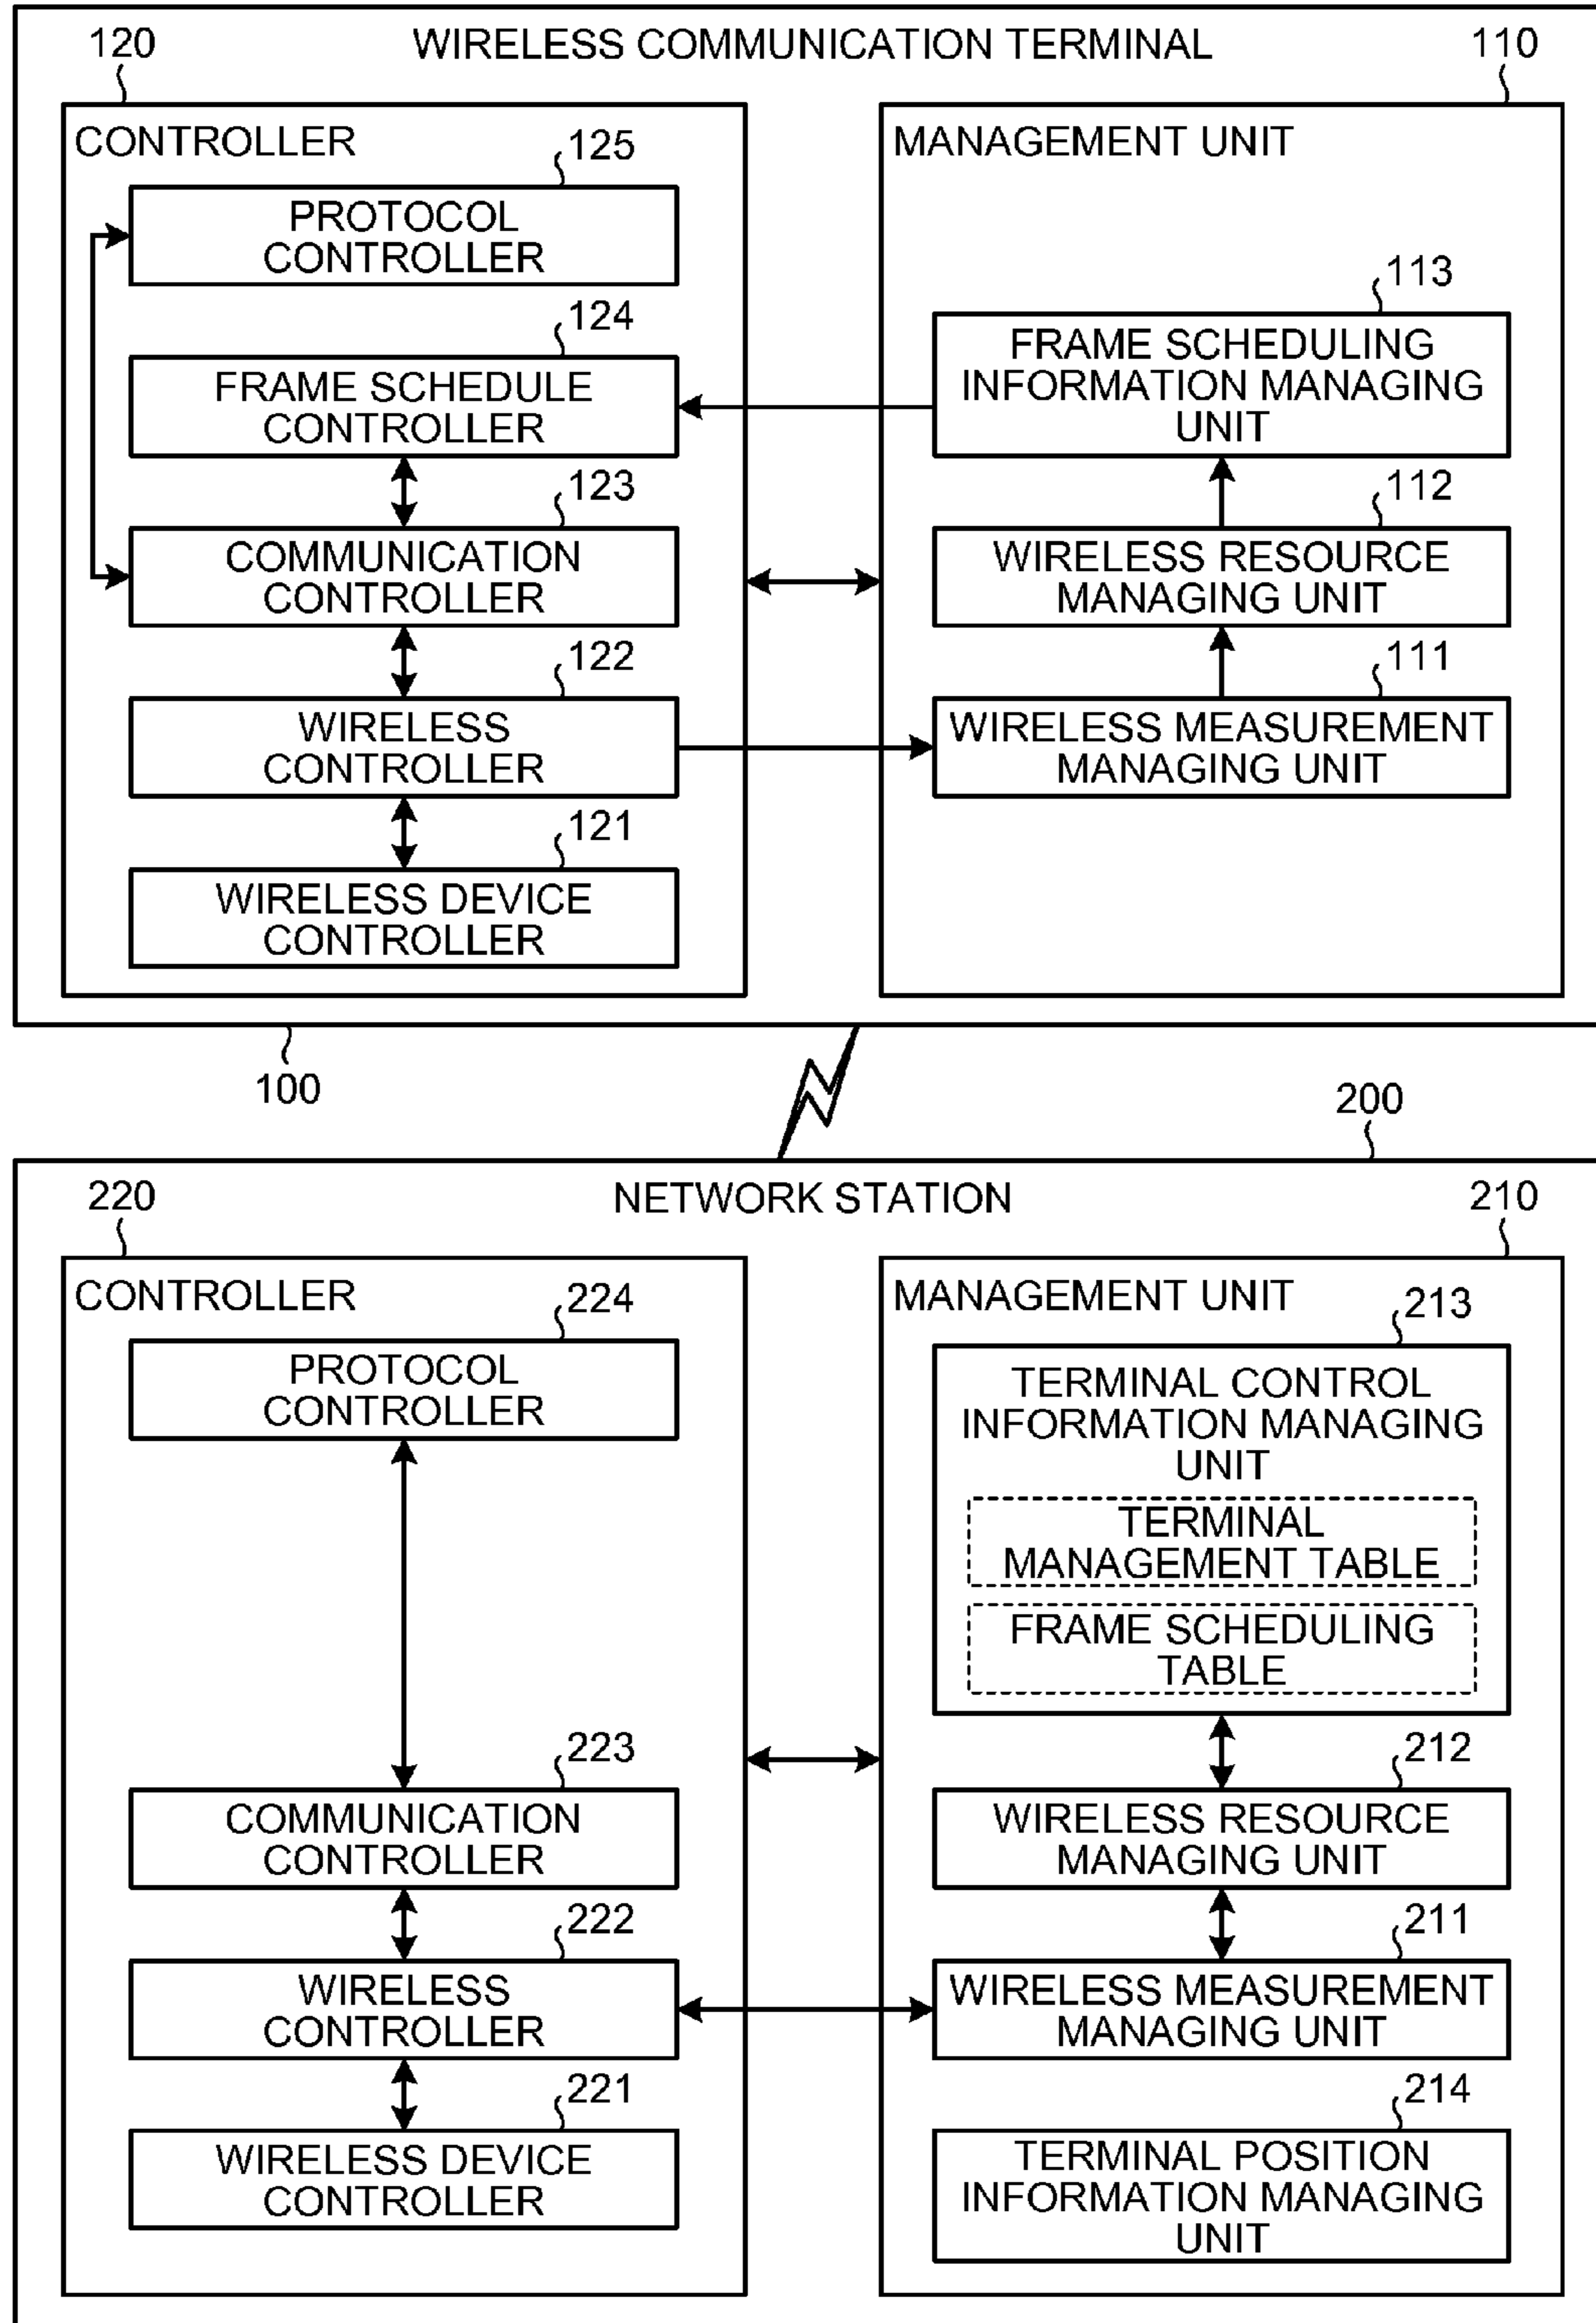 120
WIRELESS COMMUNICATION TERMINAL
110
CONTROLLER
125
PROTOCOL
CONTROLLER
124
FRAME SCHEDULE
CONTROLLER
123
COMMUNICATION
CONTROLLER
122
WIRELESS
CONTROLLER
121
WIRELESS DEVICE
CONTROLLER
MANAGEMENT UNIT
113
FRAME SCHEDULING
INFORMATION MANAGING
UNIT
112
WIRELESS RESOURCE
MANAGING UNIT
111
WIRELESS MEASUREMENT
MANAGING UNIT
100
200
220
NETWORK STATION
210
CONTROLLER
224
PROTOCOL
CONTROLLER
223
COMMUNICATION
CONTROLLER
222
WIRELESS
CONTROLLER
221
WIRELESS DEVICE
CONTROLLER
MANAGEMENT UNIT
213
TERMINAL CONTROL
INFORMATION MANAGING
UNIT
TERMINAL
MANAGEMENT TABLE
FRAME SCHEDULING
TABLE
212
WIRELESS RESOURCE
MANAGING UNIT
211
WIRELESS MEASUREMENT
MANAGING UNIT
214
TERMINAL POSITION
INFORMATION MANAGING
UNIT